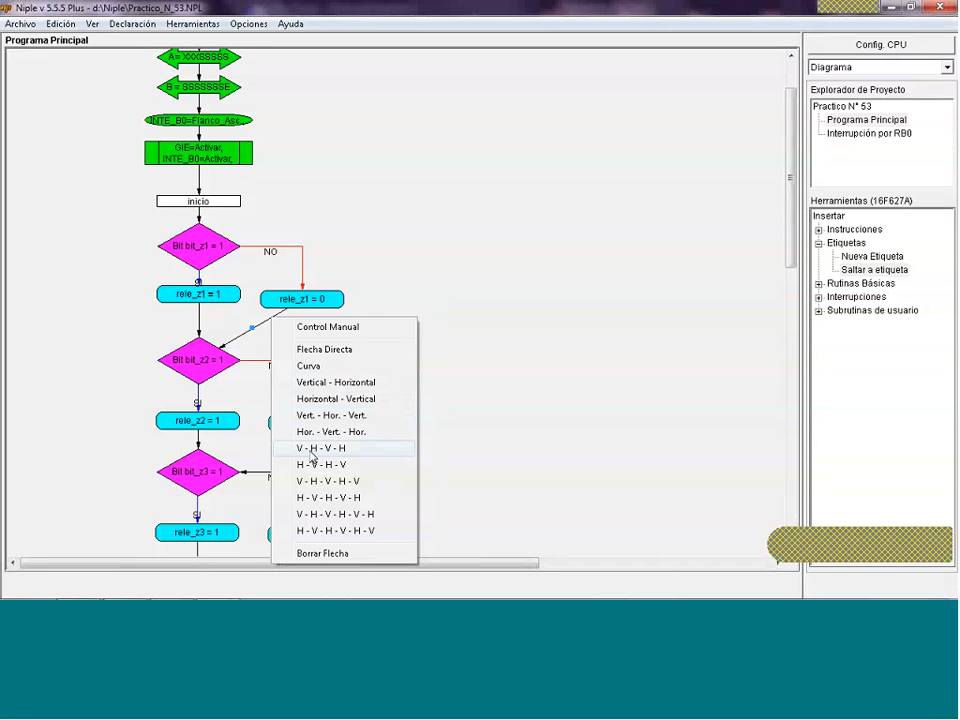 Niple v 5.5.5 Plus - d:\Niple\Practico_N_53.NPL
Archivo Edición Ver Declaración Herramientas Opciones Ayuda
Programa Principal
A = XXXSSSSS
B = SSSSSSSE
INTE_B0=Flanco_Asc,
GIE=Activar,
INTE_B0=Activar,
inicio
Bit bit_z1 = 1
NO
SI
rele_z1 = 1
rele_z1 = 0
Bit bit_z2 = 1
SI
rele_z2 = 1
Bit bit_z3 = 1
SI
rele_z3 = 1
Control Manual
Flecha Directa
Curva
Vertical - Horizontal
Horizontal - Vertical
Vert. - Hor. - Vert.
Hor. - Vert. - Hor.
V - H - V - H
H - V - H - V
V - H - V - H - V
H - V - H - V - H
V - H - V - H - V - H
H - V - H - V - H - V
Borrar Flecha
Config. CPU
Diagrama
Explorador de Proyecto
Practico N° 53
Programa Principal
Interrupción por RB0
Herramientas (16F627A)
Insertar
Instrucciones
Etiquetas
Nueva Etiqueta
Saltar a etiqueta
Rutinas Básicas
Interrupciones
Subrutinas de usuario